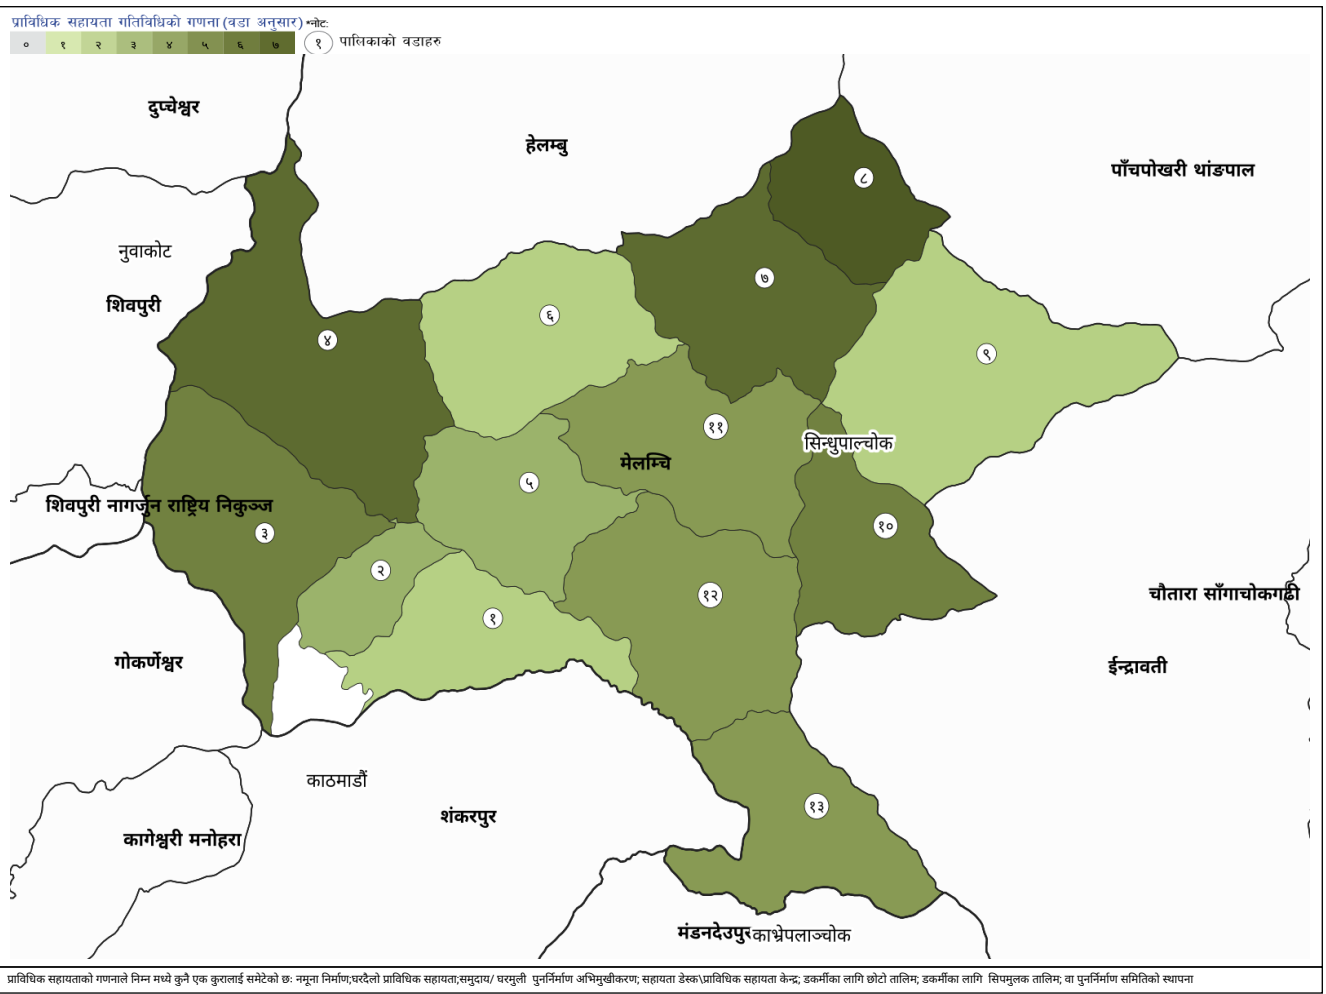 प्राविधिक सहायता गतिविधिको गणना (वडा अनुसार) *नोट:
० १ २ ३ ४ ५ ६ ७
१ पालिकाको वडाहरु
दुप्चेश्वर
हेलम्बु
पाँचपोखरी थांङपाल
८
नुवाकोट
७
शिवपुरी
६
४
९
११
सिन्धुपाल्चोक
मेलम्चि
५
शिवपुरी नागर्जुन राष्ट्रिय निकुञ्ज
१०
३
२
१२
चौतारा साँगाचोकगढी
१
गोकर्णेश्वर
ईन्द्रावती
काठमाडौं
१३
शंकरपुर
कागेश्वरी मनोहरा
मंडनदेउपुर काभ्रेपलाञ्चोक
प्राविधिक सहायताको गणनाले निम्न मध्ये कुनै एक कुरालाई समेटेको छः नमूना निर्माण;घरदैलो प्राविधिक सहायता;समुदाय/ घरमुली पुनर्निर्माण अभिमुखीकरण; सहायता डेस्क\प्राविधिक सहायता केन्द्र; डकर्मीका लागि छोटो तालिम; डकर्मीका लागि सिपमुलक तालिम; वा पुनर्निर्माण समितिको स्थापना